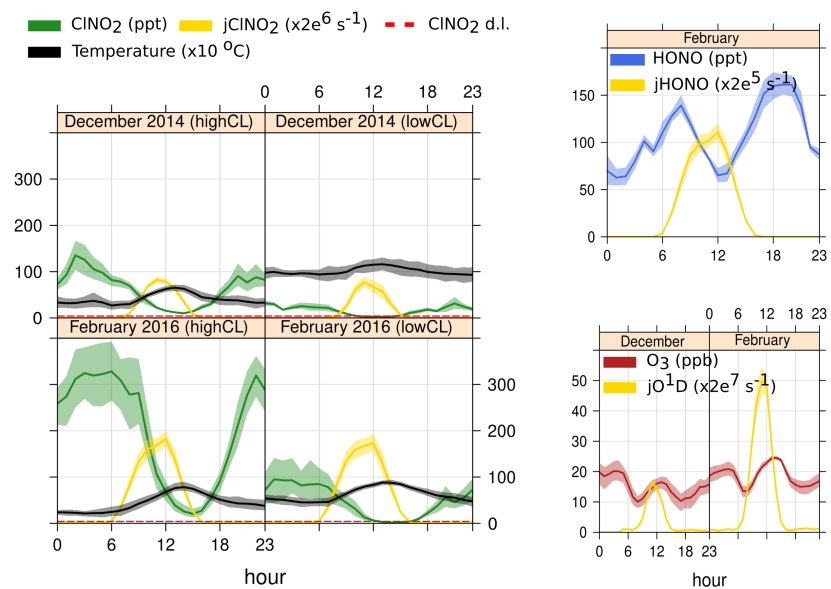 ClNO2 (ppt) jClNO2 (x2e6 s-1) ClNO2 d.l.
Temperature (x10 oC)
0 6 12 23
December 2014 (highCL) December 2014 (lowCL)
300
200
100
0
February 2016 (highCL) February 2016 (lowCL)
300
200
100
0
0 6 12 18 23
hour
February
HONO (ppt)
jHONO (x2e5 s-1)
150
100
50
0
0 6 12 18 23
0 6 12 18 23
December February
O3 (ppb)
jO1D (x2e7 s-1)
50
40
30
20
10
0
0 6 12 18 23
hour